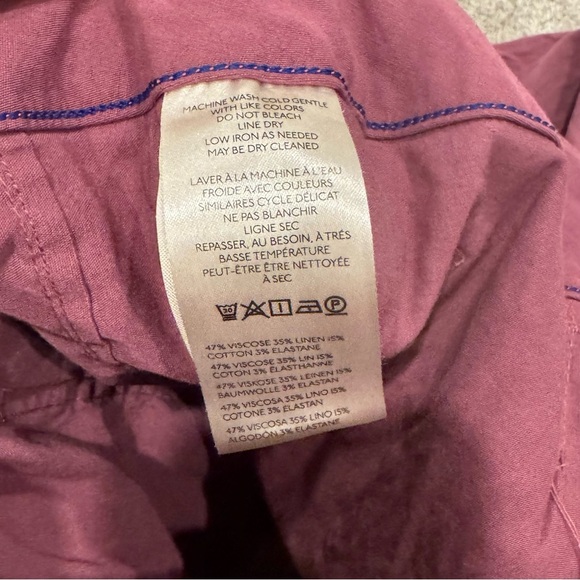 MACHINE WASH COLD GENTLE
WITH LIKE COLORS
DO NOT BLEACH
LINE DRY
LOW IRON AS NEEDED
MAY BE DRY CLEANED
LAVER À LA MACHINE À L'EAU
FROIDE AVEC COULEURS
SIMILAIRES CYCLE DÉLICAT
NE PAS BLANCHIR
LIGNE SEC
REPASSER, AU BESOIN, À TRÉS
BASSE TEMPÉRATURE
PEUT-ÊTRE ÊTRE NETTOYÉE
À SEC
30 P
47% VISCOSE 35% LINEN 15%
COTTON 3% ELASTANE
47% VISCOSE 35% LIN 15%
COTON 3% ÉLASTHANNE
47% VISKOSE 35% LEINEN 15%
BAUMWOLLE 3% ELASTAN
47% VISCOSA 35% LINO 15%
COTONE 3% ELASTANE
47% VISCOSA 35% LINO 15%
ALGODÓN 3% ELASTANE